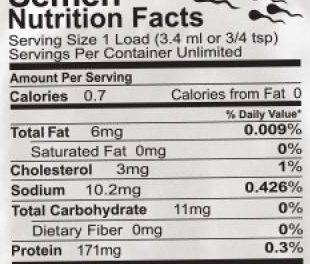 Semen
Nutrition Facts
Serving Size 1 Load (3.4 ml or 3/4 tsp)
Servings Per Container Unlimited
Amount Per Serving
Calories 0.7 Calories from Fat 0
% Daily Value*
Total Fat 6mg 0.009%
Saturated Fat 0mg 0%
Cholesterol 3mg 1%
Sodium 10.2mg 0.426%
Total Carbohydrate 11mg 0%
Dietary Fiber 0mg 0%
Protein 171mg 0.3%